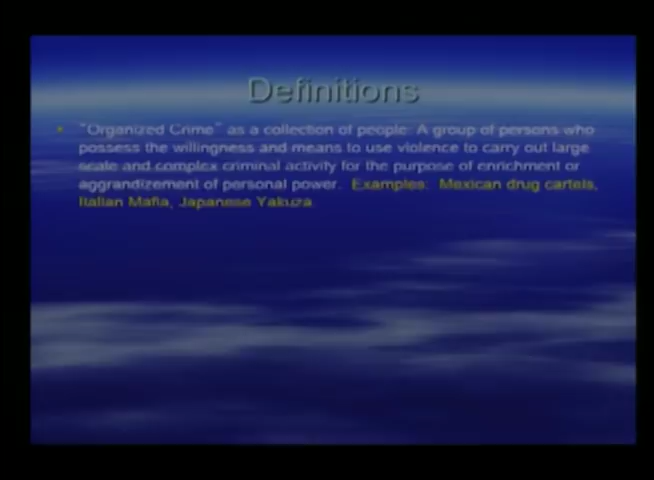 Definitions
"Organized Crime" as a collection of people: A group of persons who
possess the willingness and means to use violence to carry out large
scale and complex criminal activity for the purpose of enrichment or
aggrandizement of personal power. Examples: Mexican drug cartels,
Italian Mafia, Japanese Yakuza.